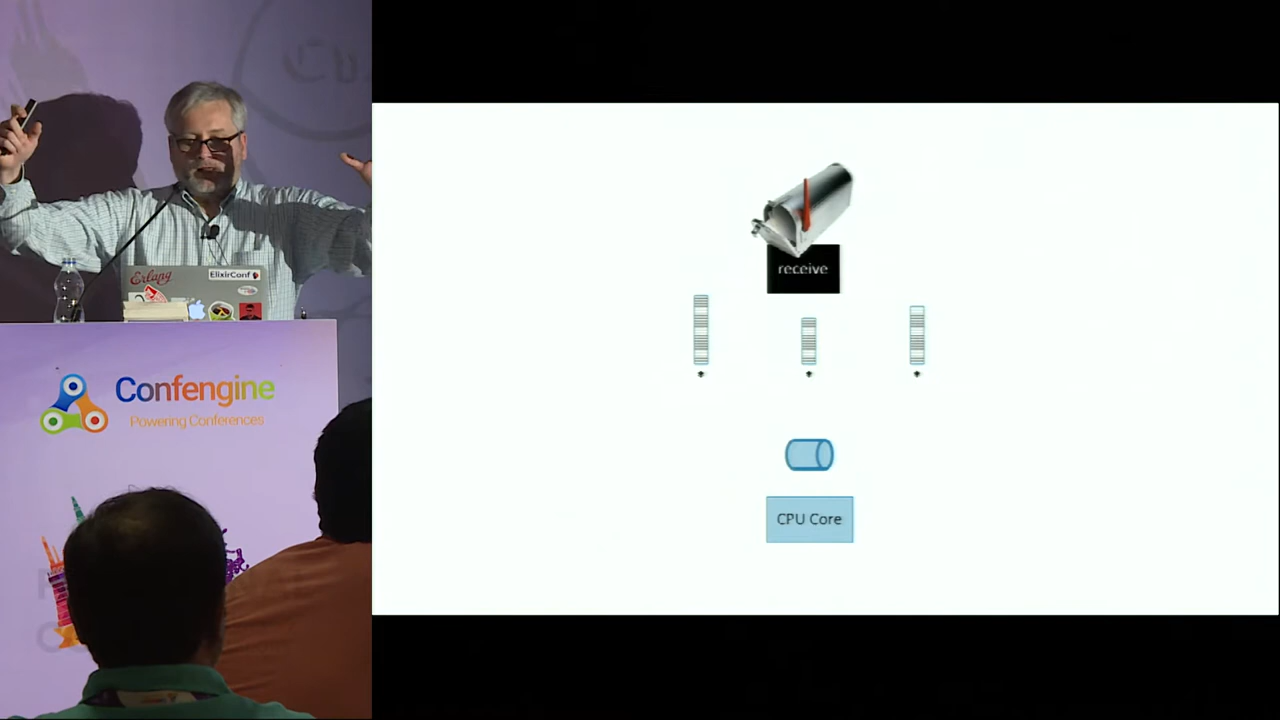 Erlang
ElixirConf
Confengine
Powering Conferences
receive
CPU Core